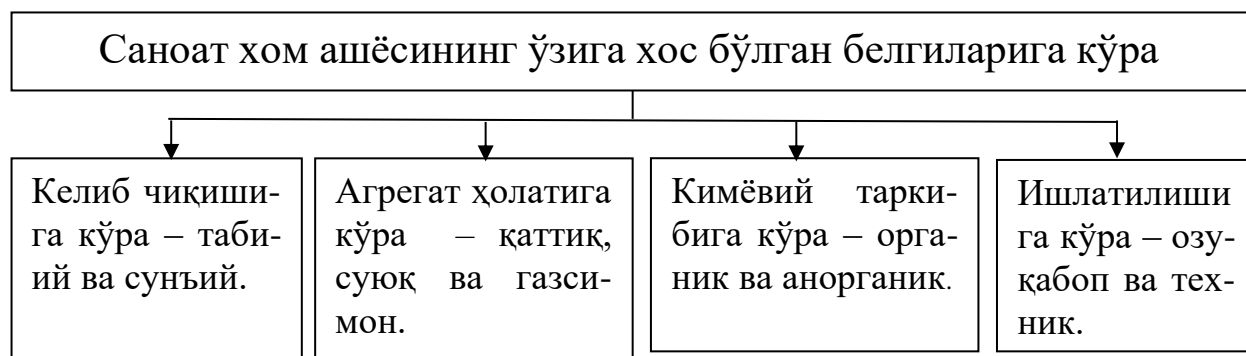 Саноат хом ашёсининг ўзига хос бўлган белгиларига кўра
Келиб чиқиши-
га кўра – таби-
ий ва сунъий.
Агрегат ҳолатига
кўра – қаттиқ,
суюқ ва газси-
мон.
Кимёвий тарки-
бига кўра – орга-
ник ва анорганик.
Ишлатилиши
га кўра – озу-
қабоп ва тех-
ник.